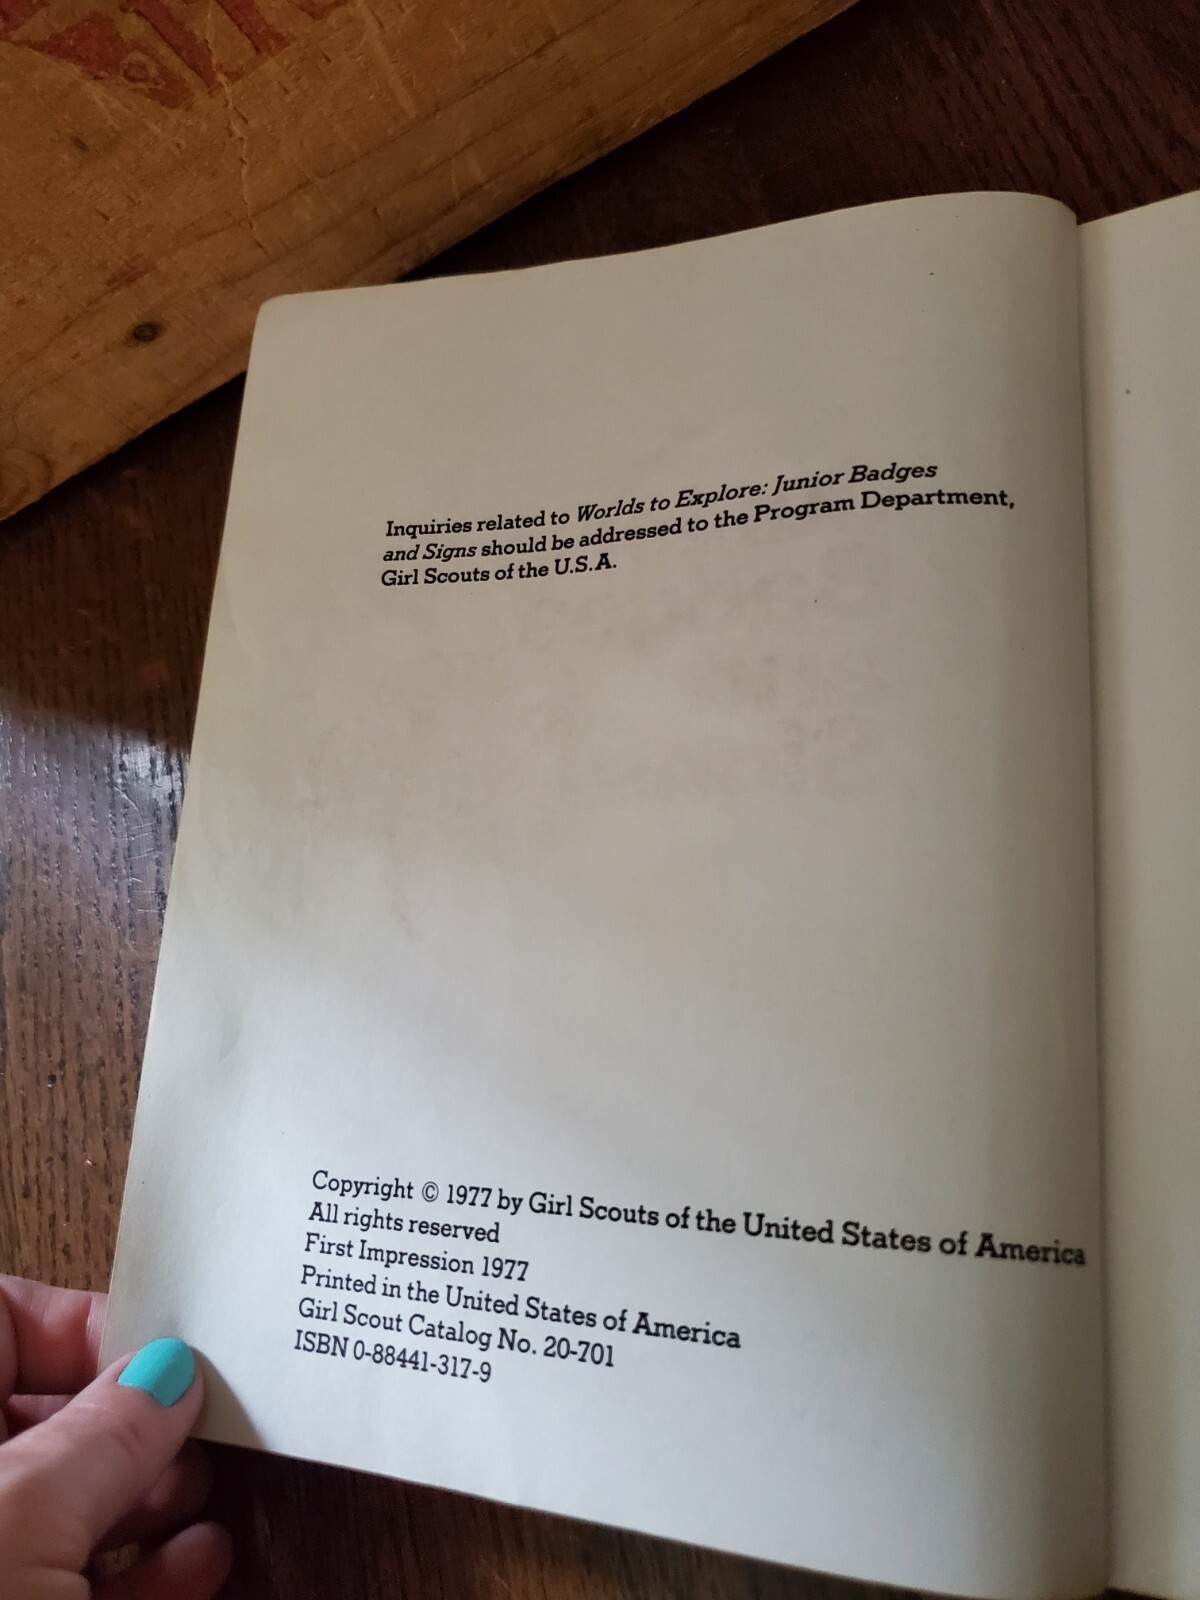 Inquiries related to Worlds to Explore: Junior Badges
and Signs should be addressed to the Program Department,
Girl Scouts of the U.S.A.
Copyright © 1977 by Girl Scouts of the United States of America
All rights reserved
First Impression 1977
Printed in the United States of America
Girl Scout Catalog No. 20-701
ISBN 0-88441-317-9